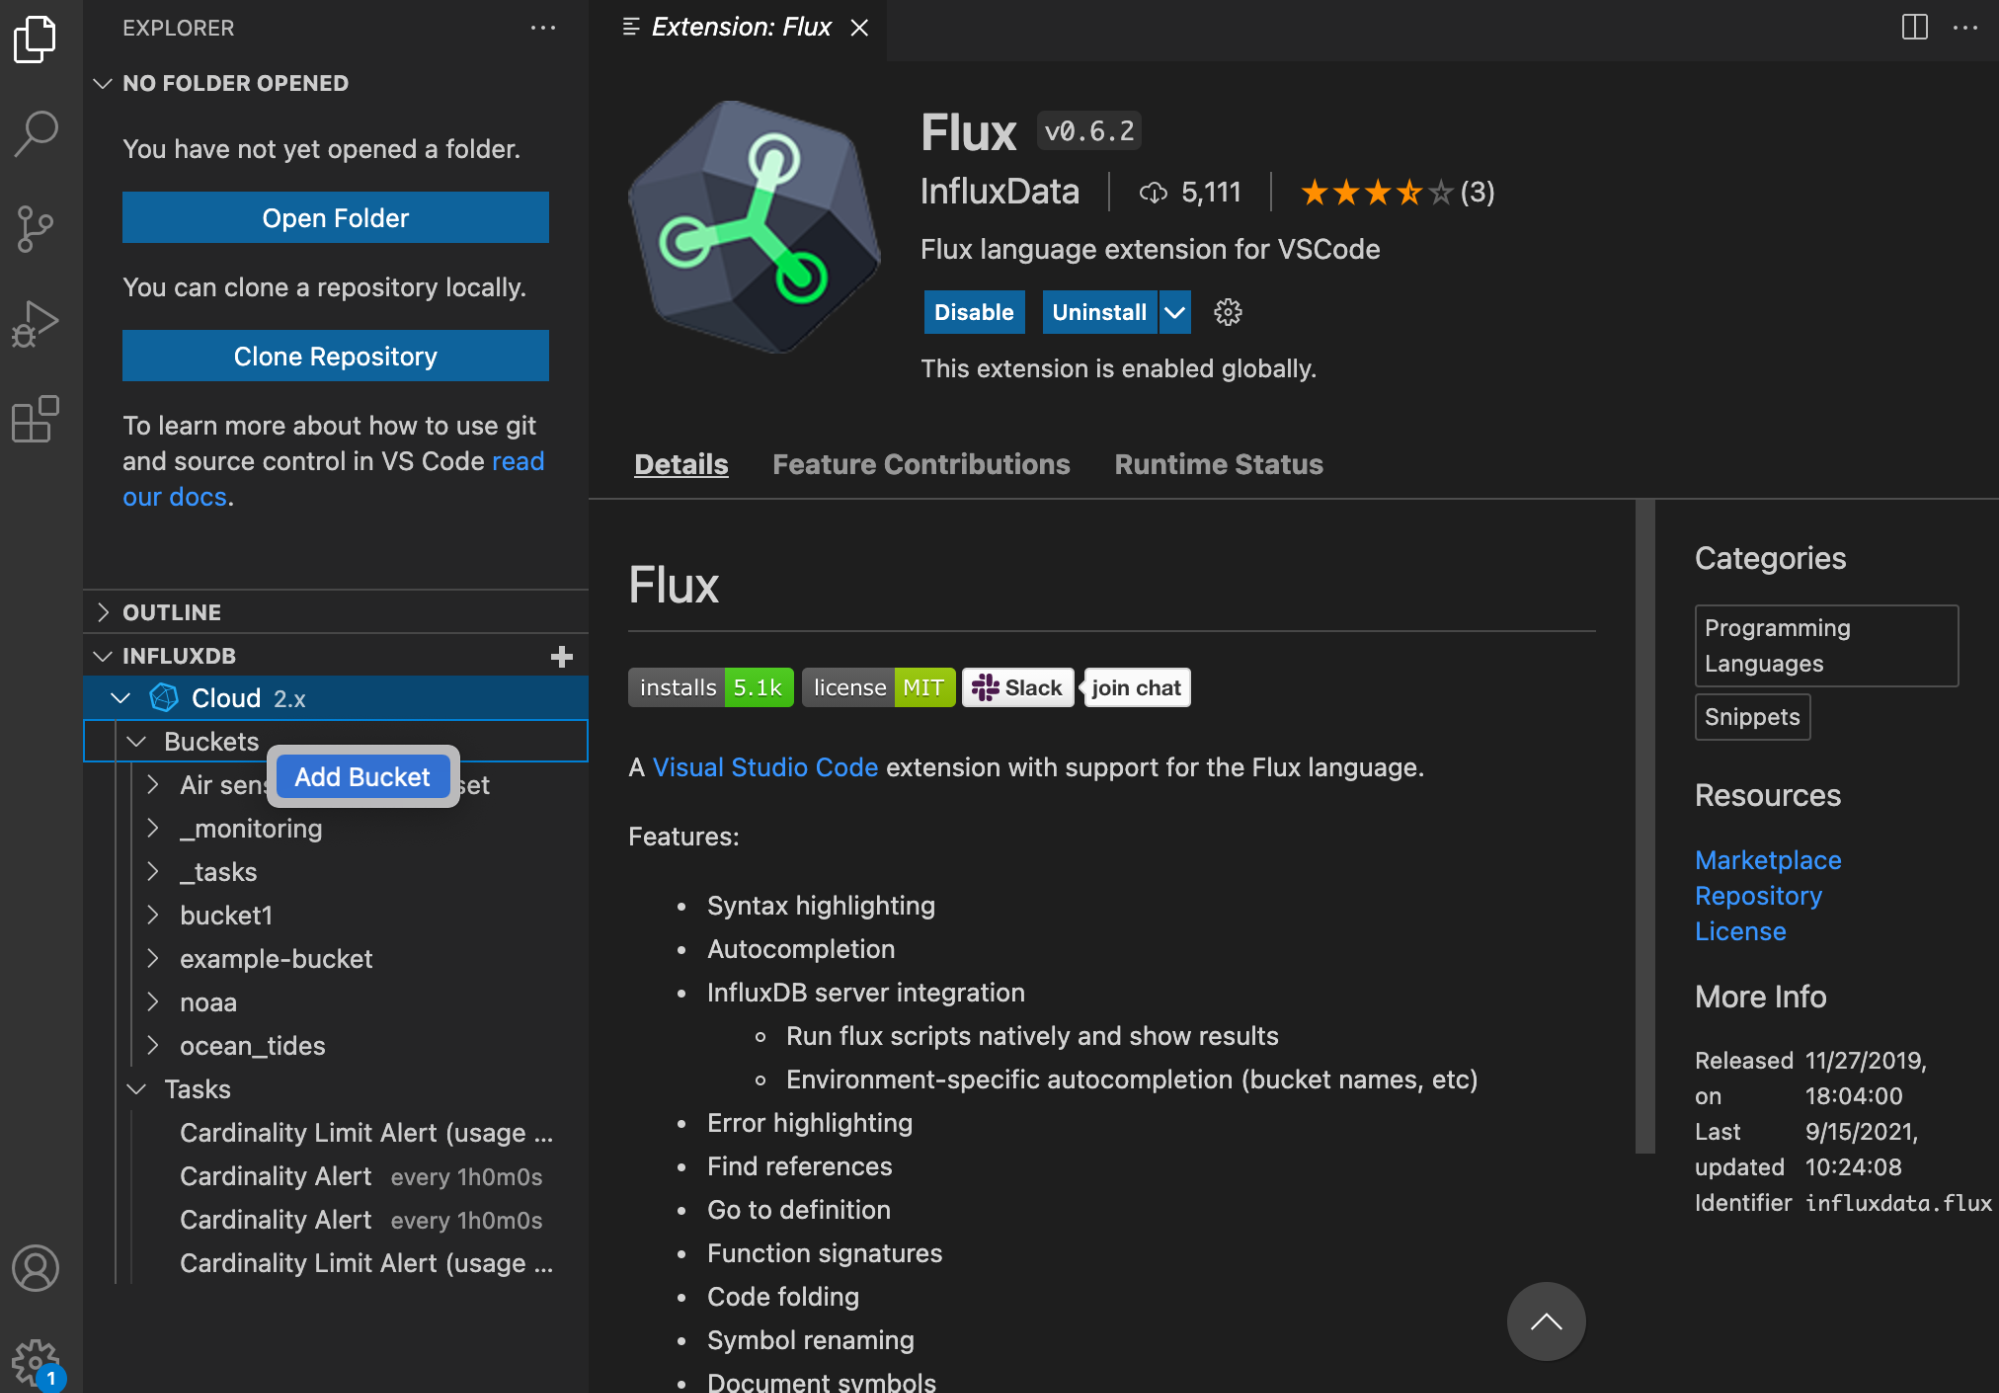 EXPLORER
NO FOLDER OPENED
You have not yet opened a folder.
Open Folder
You can clone a repository locally.
Clone Repository
To learn more about how to use git
and source control in VS Code read
our docs.
OUTLINE
INFLUXDB
Cloud 2.x
Buckets
Add Bucket
Air sens set
_monitoring
_tasks
bucket1
example-bucket
noaa
ocean_tides
Tasks
Cardinality Limit Alert (usage ...
Cardinality Alert every 1h0m0s
Cardinality Alert every 1h0m0s
Cardinality Limit Alert (usage ...
1
Extension: Flux
Flux v0.6.2
InfluxData 5,111 (3)
Flux language extension for VSCode
Disable Uninstall
This extension is enabled globally.
Details Feature Contributions Runtime Status
Flux
installs 5.1k license MIT Slack join chat
A Visual Studio Code extension with support for the Flux language.
Features:
• Syntax highlighting
• Autocompletion
• InfluxDB server integration
◦ Run flux scripts natively and show results
◦ Environment-specific autocompletion (bucket names, etc)
• Error highlighting
• Find references
• Go to definition
• Function signatures
• Code folding
• Symbol renaming
• Document symbols
Categories
Programming
Languages
Snippets
Resources
Marketplace
Repository
License
More Info
Released 11/27/2019,
on 18:04:00
Last 9/15/2021,
updated 10:24:08
Identifier influxdata.flux